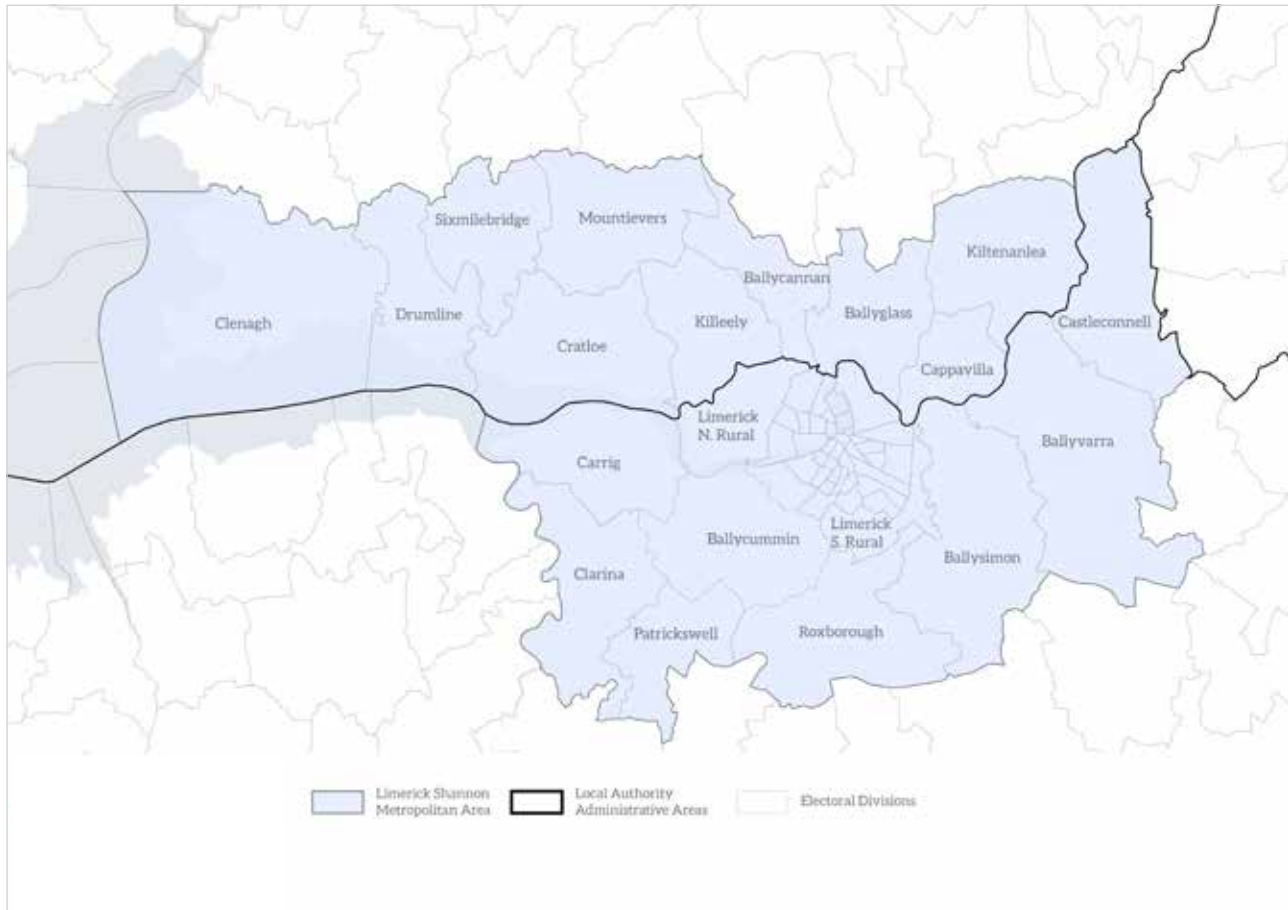 Sixmilebridge
Mountievers
Kiltenanlea
Ballycannan
Clenagh
Drumline
Killeely
Ballyglass
Castleconnell
Cratloe
Cappavilla
Limerick
N. Rural
Ballyvarra
Carrig
Limerick
S. Rural
Ballycummin
Ballysimon
Clarina
Patrickswell
Roxborough
Limerick Shannon
Metropolitan Area
Local Authority
Administrative Areas
Electoral Divisions